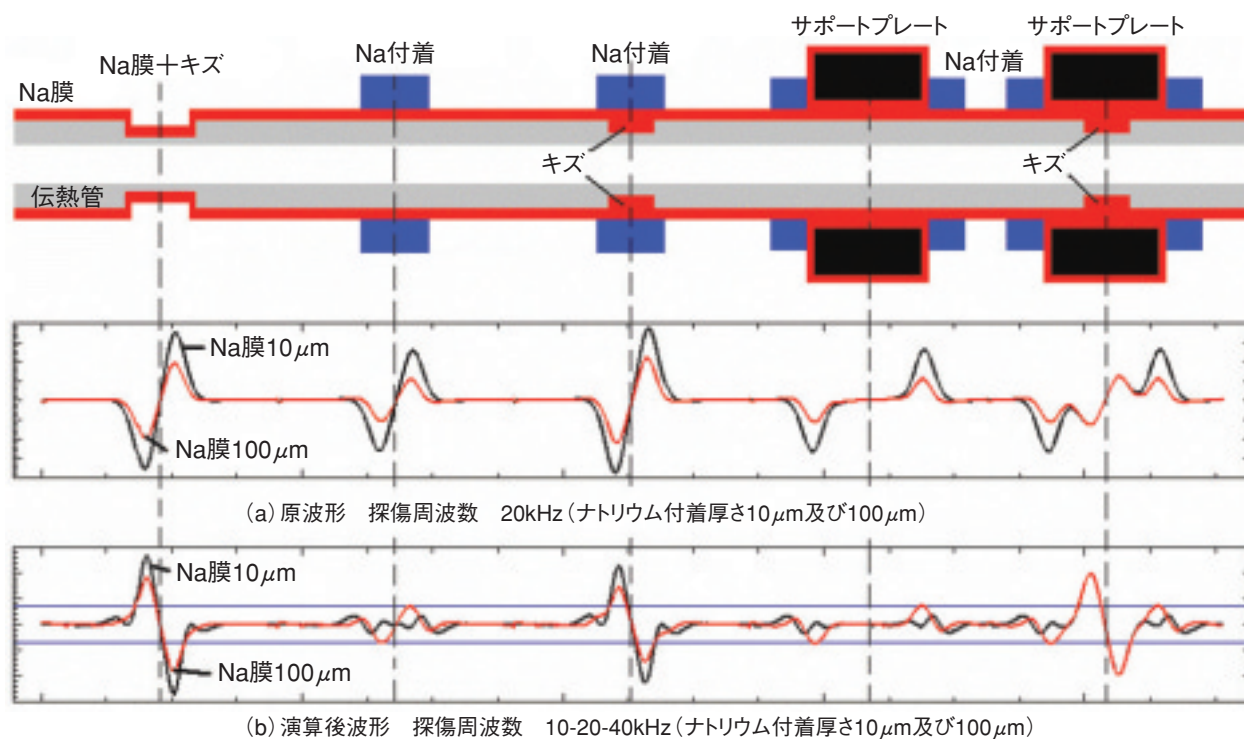 サポートプレート
サポートプレート
Na膜+キズ
Na付着
Na付着
Na付着
Na膜
キズ
キズ
伝熱管
Na膜10μm
Na膜100μm
(a) 原波形 探傷周波数 20kHz(ナトリウム付着厚さ10μm及び100μm)
Na膜10μm
Na膜100μm
(b) 演算後波形 探傷周波数 10-20-40kHz(ナトリウム付着厚さ10μm及び100μm)